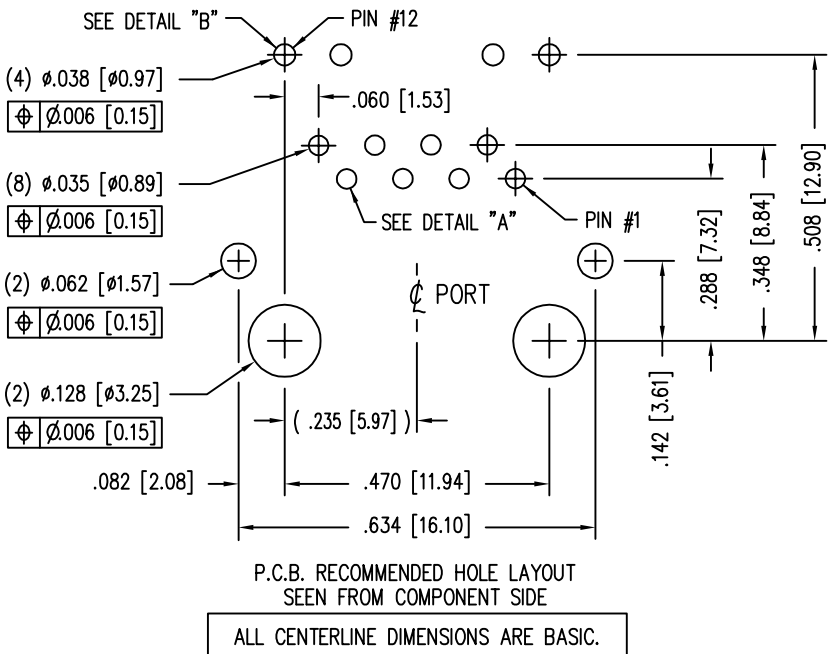 SEE DETAIL "B"
PIN #12
(4) ø.038 [ø0.97]
⌖ Ø.006 [0.15]
.060 [1.53]
(8) ø.035 [ø0.89]
⌖ Ø.006 [0.15]
SEE DETAIL "A"
PIN #1
(2) ø.062 [ø1.57]
⌖ Ø.006 [0.15]
℄ PORT
.288 [7.32]
.348 [8.84]
.508 [12.90]
(2) ø.128 [ø3.25]
⌖ Ø.006 [0.15]
( .235 [5.97] )
.142 [3.61]
.082 [2.08]
.470 [11.94]
.634 [16.10]
P.C.B. RECOMMENDED HOLE LAYOUT
SEEN FROM COMPONENT SIDE
ALL CENTERLINE DIMENSIONS ARE BASIC.